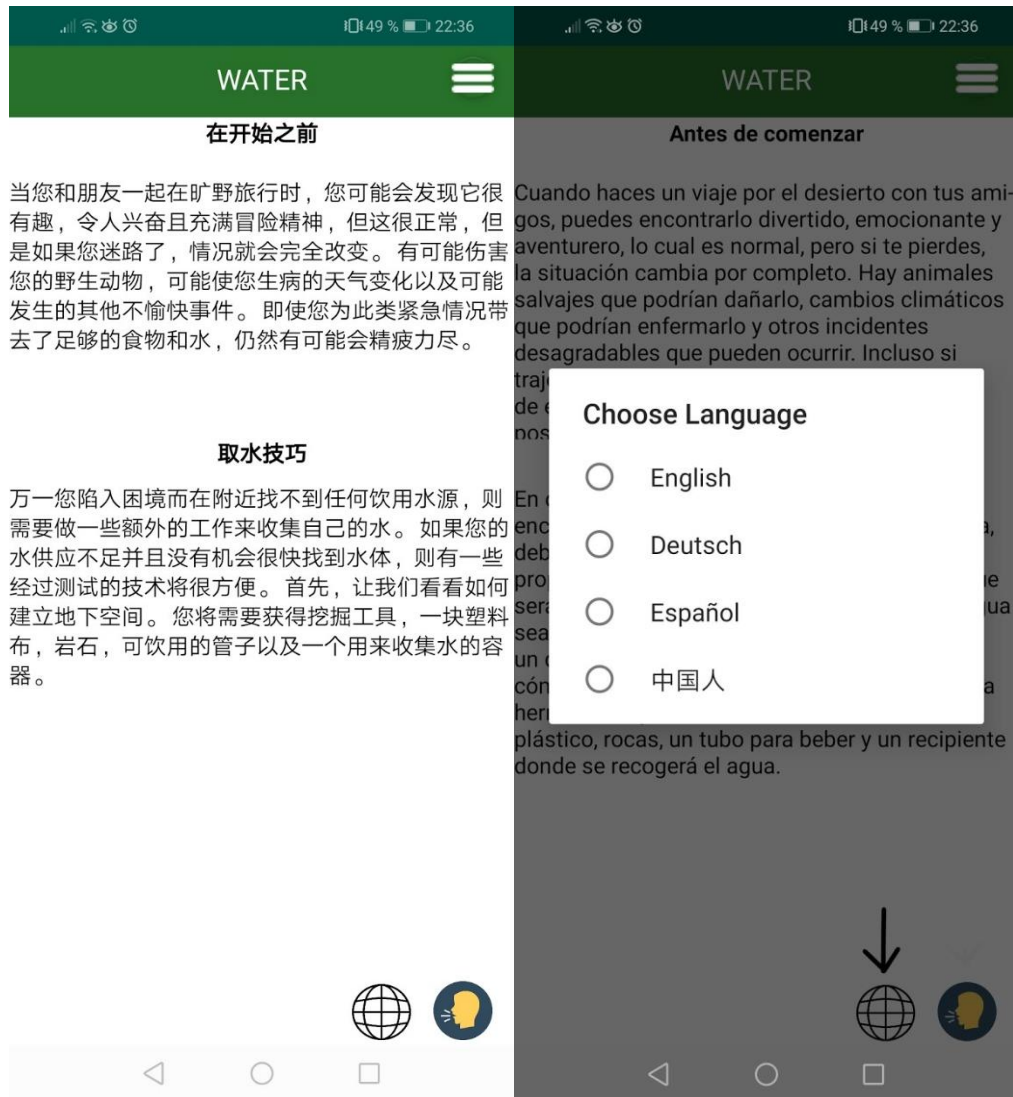 49 % 22:36
WATER
在开始之前
当您和朋友一起在旷野旅行时，您可能会发现它很
有趣，令人兴奋且充满冒险精神，但这很正常，但
是如果您迷路了，情况就会完全改变。 有可能伤害
您的野生动物，可能使您生病的天气变化以及可能
发生的其他不愉快事件。 即使您为此类紧急情况带
去了足够的食物和水，仍然有可能会精疲力尽。
取水技巧
万一您陷入困境而在附近找不到任何饮用水源，则
需要做一些额外的工作来收集自己的水。 如果您的
水供应不足并且没有机会很快找到水体，则有一些
经过测试的技术将很方便。 首先，让我们看看如何
建立地下空间。 您将需要获得挖掘工具，一块塑料
布，岩石，可饮用的管子以及一个用来收集水的容
器。
49 % 22:36
WATER
Antes de comenzar
Cuando haces un viaje por el desierto con tus ami-
gos, puedes encontrarlo divertido, emocionante y
aventurero, lo cual es normal, pero si te pierdes,
la situación cambia por completo. Hay animales
salvajes que podrían dañarlo, cambios climáticos
que podrían enfermarlo y otros incidentes
desagradables que pueden ocurrir. Incluso si
Choose Language
English
Deutsch
Español
中国人
plástico, rocas, un tubo para beber y un recipiente
donde se recogerá el agua.